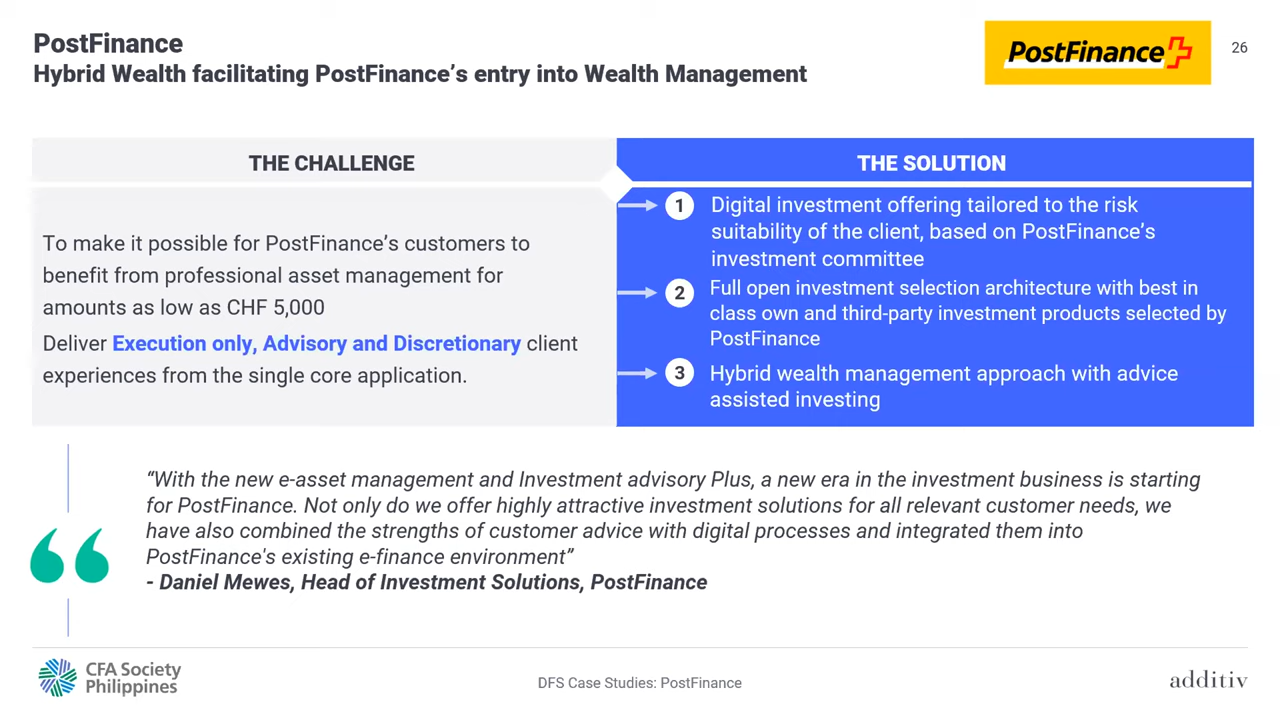 PostFinance
Hybrid Wealth facilitating PostFinance’s entry into Wealth Management
PostFinance
26
THE CHALLENGE
To make it possible for PostFinance’s customers to
benefit from professional asset management for
amounts as low as CHF 5,000
Deliver Execution only, Advisory and Discretionary client
experiences from the single core application.
THE SOLUTION
1
Digital investment offering tailored to the risk
suitability of the client, based on PostFinance’s
investment committee
2
Full open investment selection architecture with best in
class own and third-party investment products selected by
PostFinance
3
Hybrid wealth management approach with advice
assisted investing
“With the new e-asset management and Investment advisory Plus, a new era in the investment business is starting
for PostFinance. Not only do we offer highly attractive investment solutions for all relevant customer needs, we
have also combined the strengths of customer advice with digital processes and integrated them into
PostFinance's existing e-finance environment”
- Daniel Mewes, Head of Investment Solutions, PostFinance
CFA Society
Philippines
DFS Case Studies: PostFinance
additiv